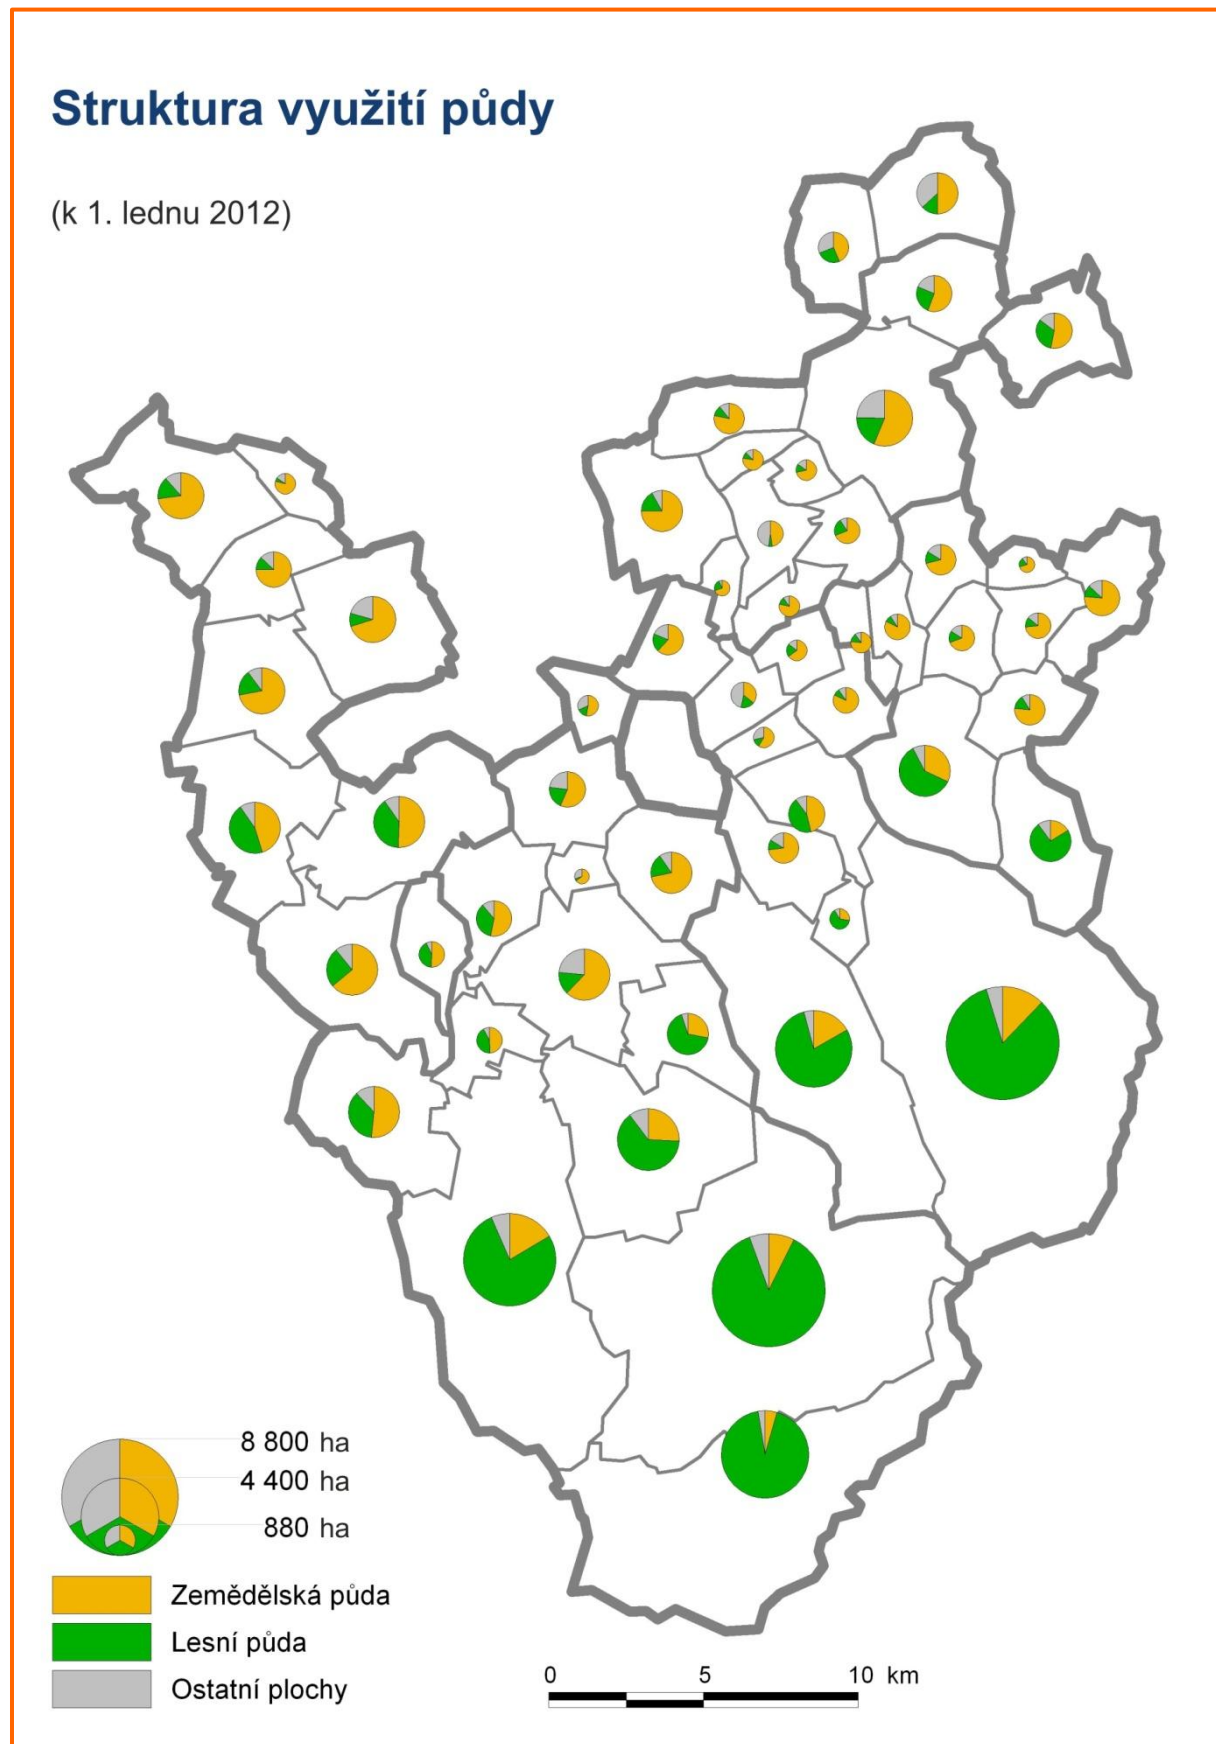 Struktura využití půdy
(k 1. lednu 2012)
8 800 ha
4 400 ha
880 ha
Zemědělská půda
Lesní půda
Ostatní plochy
0 5 10 km